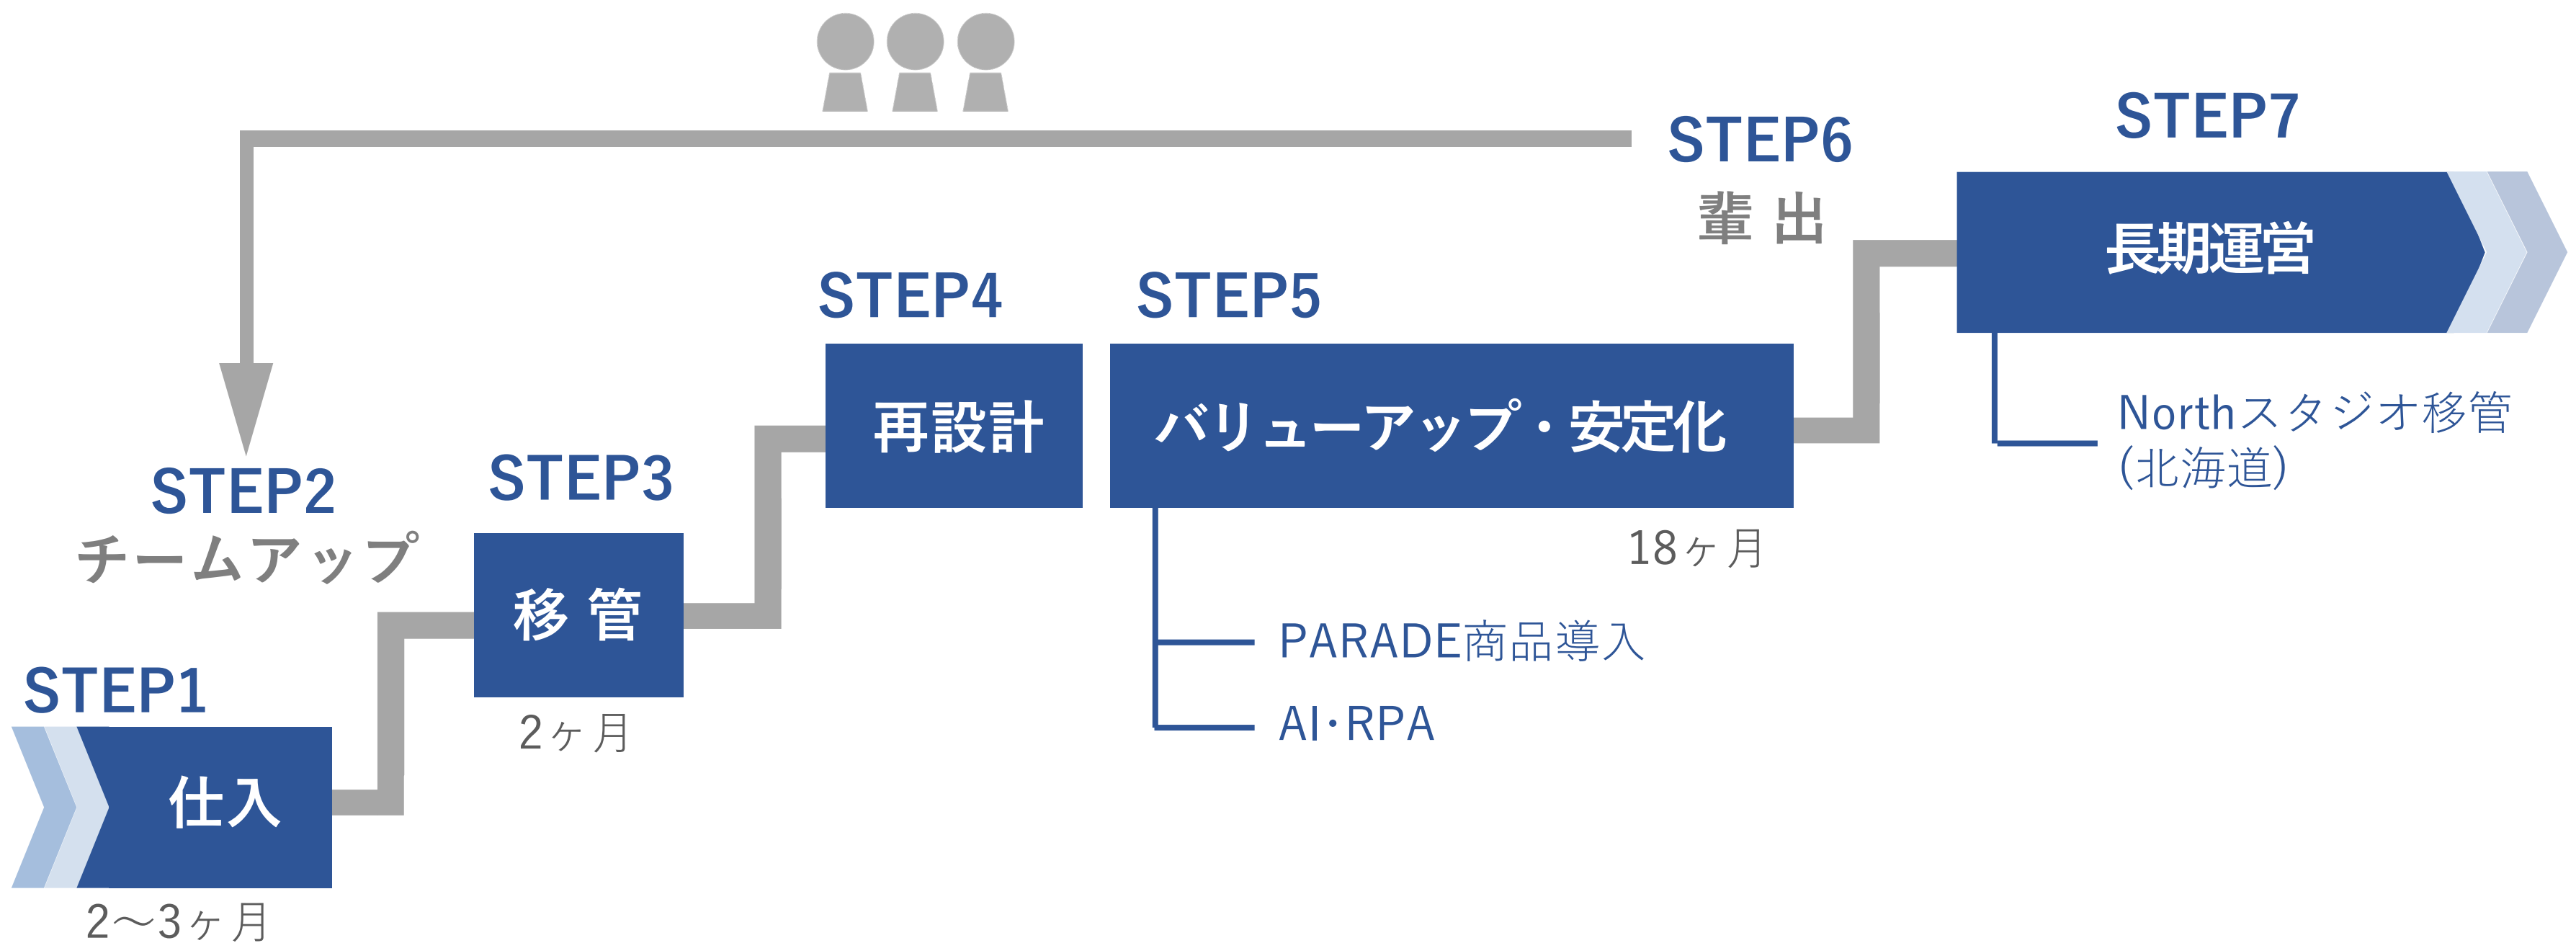 STEP1
仕入
2～3ヶ月
STEP2
チームアップ
STEP3
移管
2ヶ月
STEP4
再設計
STEP5
バリューアップ・安定化
18ヶ月
PARADE商品導入
AI・RPA
STEP6
輩出
STEP7
長期運営
Northスタジオ移管
(北海道)